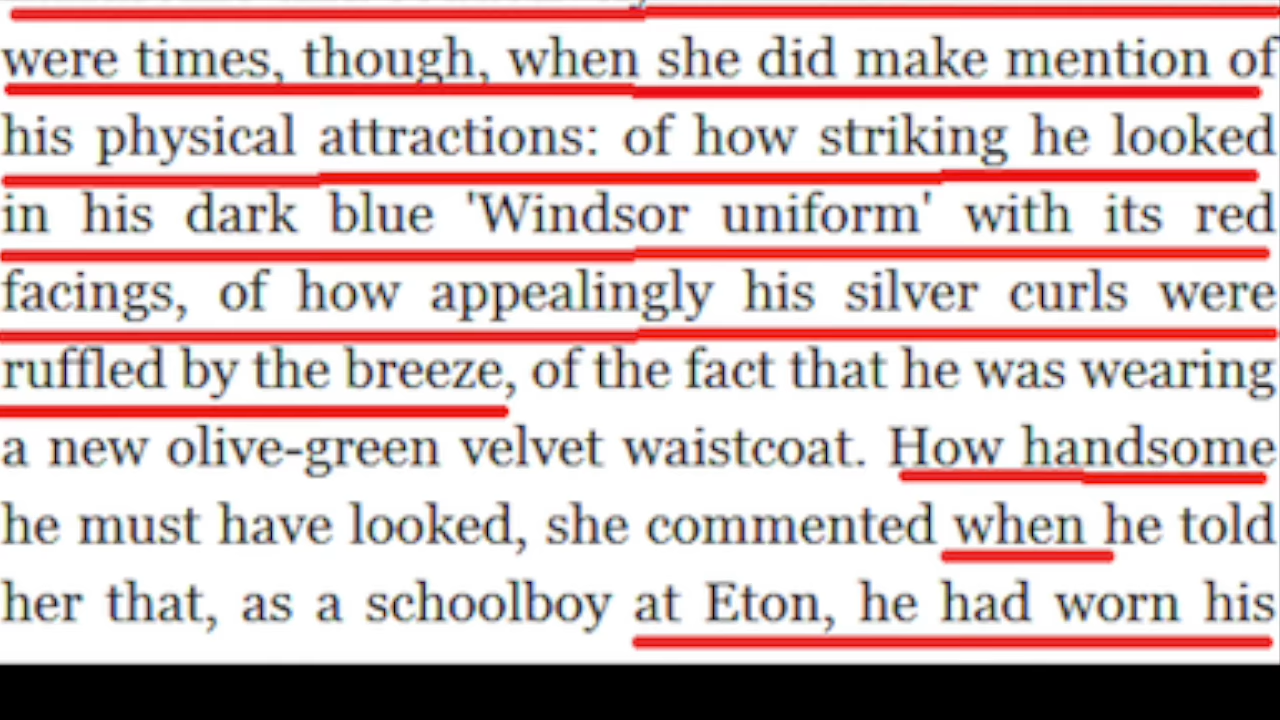 were times, though, when she did make mention of
his physical attractions: of how striking he looked
in his dark blue 'Windsor uniform' with its red
facings, of how appealingly his silver curls were
ruffled by the breeze, of the fact that he was wearing
a new olive-green velvet waistcoat. How handsome
he must have looked, she commented when he told
her that, as a schoolboy at Eton, he had worn his